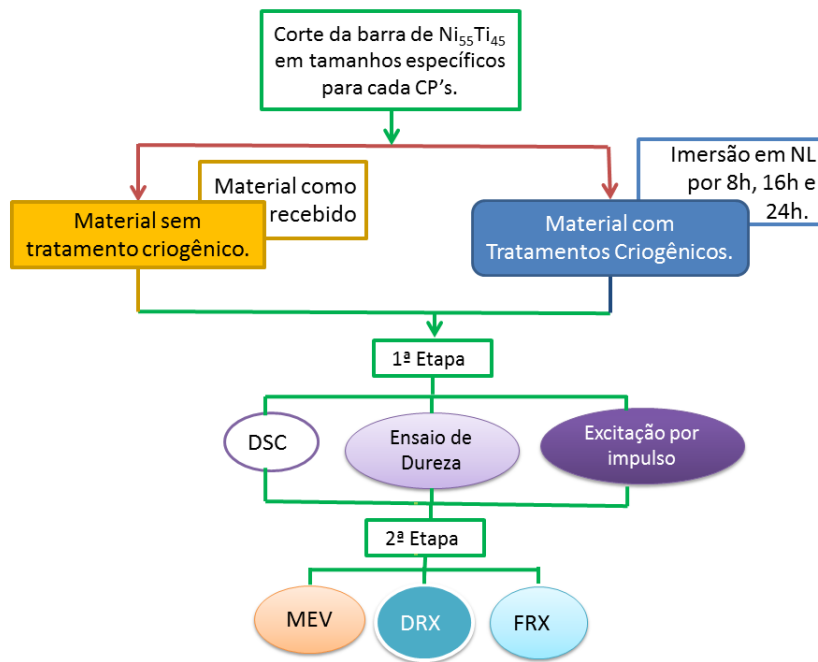 Corte da barra de Ni₅₅Ti₄₅
em tamanhos específicos
para cada CP's.
Material como
recebido
Imersão em NL
por 8h, 16h e
24h.
Material sem
tratamento criogênico.
Material com
Tratamentos Criogênicos.
1ª Etapa
DSC
Ensaio de
Dureza
Excitação por
impulso
2ª Etapa
MEV
DRX
FRX